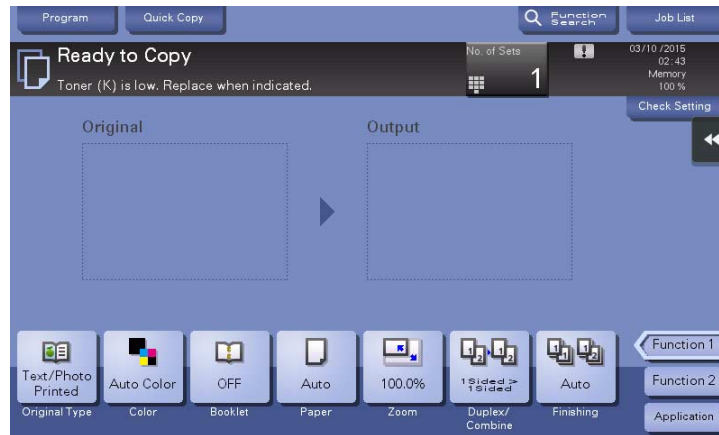 Program
Quick Copy
Function
Search
Job List
Ready to Copy
Toner (K) is low. Replace when indicated.
No. of Sets
1
03/10 /2015
02:43
Memory
100 %
Check Setting
Original
Output
Text/Photo
Printed
Auto Color
OFF
Auto
100.0%
1Sided >
1Sided
Auto
Original Type
Color
Booklet
Paper
Zoom
Duplex/
Combine
Finishing
Function 1
Function 2
Application